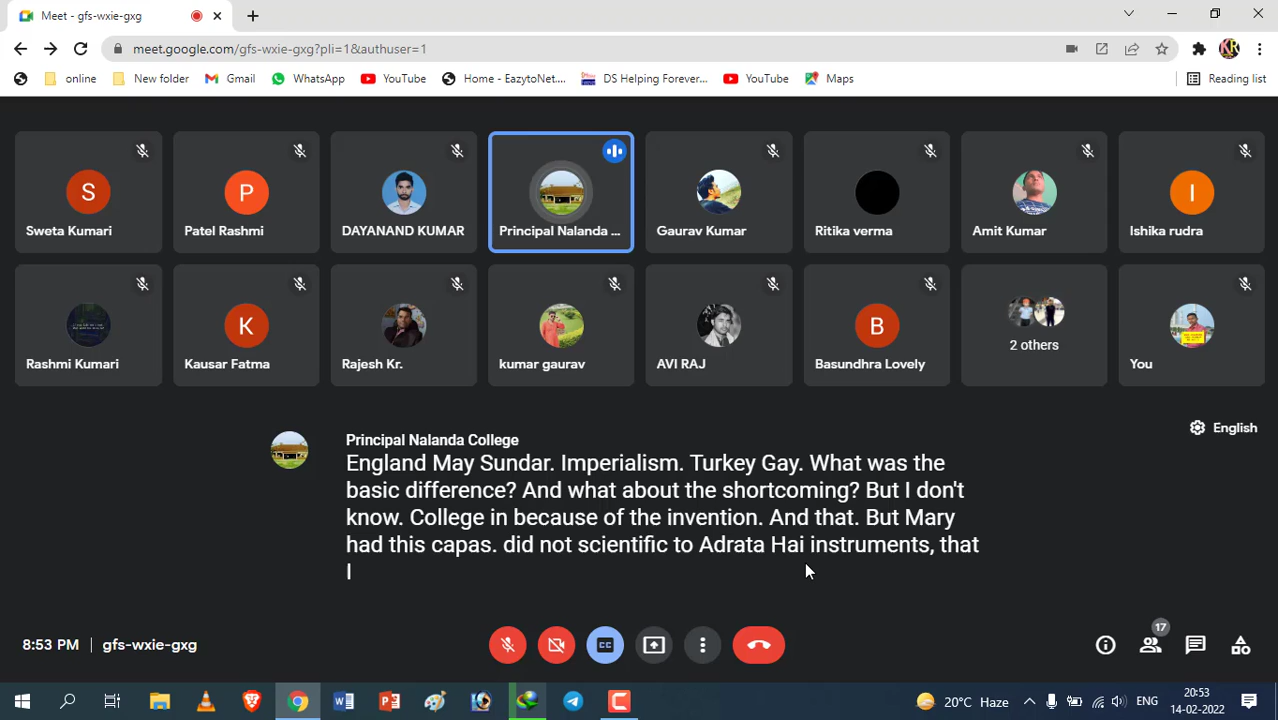 Meet - gfs-wxie-gxg
meet.google.com/gfs-wxie-gxg?pli=1&authuser=1
online New folder Gmail WhatsApp YouTube Home - EazytoNet... DS Helping Forever... YouTube Maps Reading list
S P I
Sweta Kumari Patel Rashmi DAYANAND KUMAR Principal Nalanda ... Gaurav Kumar Ritika verma Amit Kumar Ishika rudra
K B
2 others
Rashmi Kumari Kausar Fatma Rajesh Kr. kumar gaurav AVI RAJ Basundhra Lovely You
English
Principal Nalanda College
England May Sundar. Imperialism. Turkey Gay. What was the
basic difference? And what about the shortcoming? But I don't
know. College in because of the invention. And that. But Mary
had this capas. did not scientific to Adrata Hai instruments, that
I
17
8:53 PM | gfs-wxie-gxg
CC
20°C Haze ENG 20:53
14-02-2022